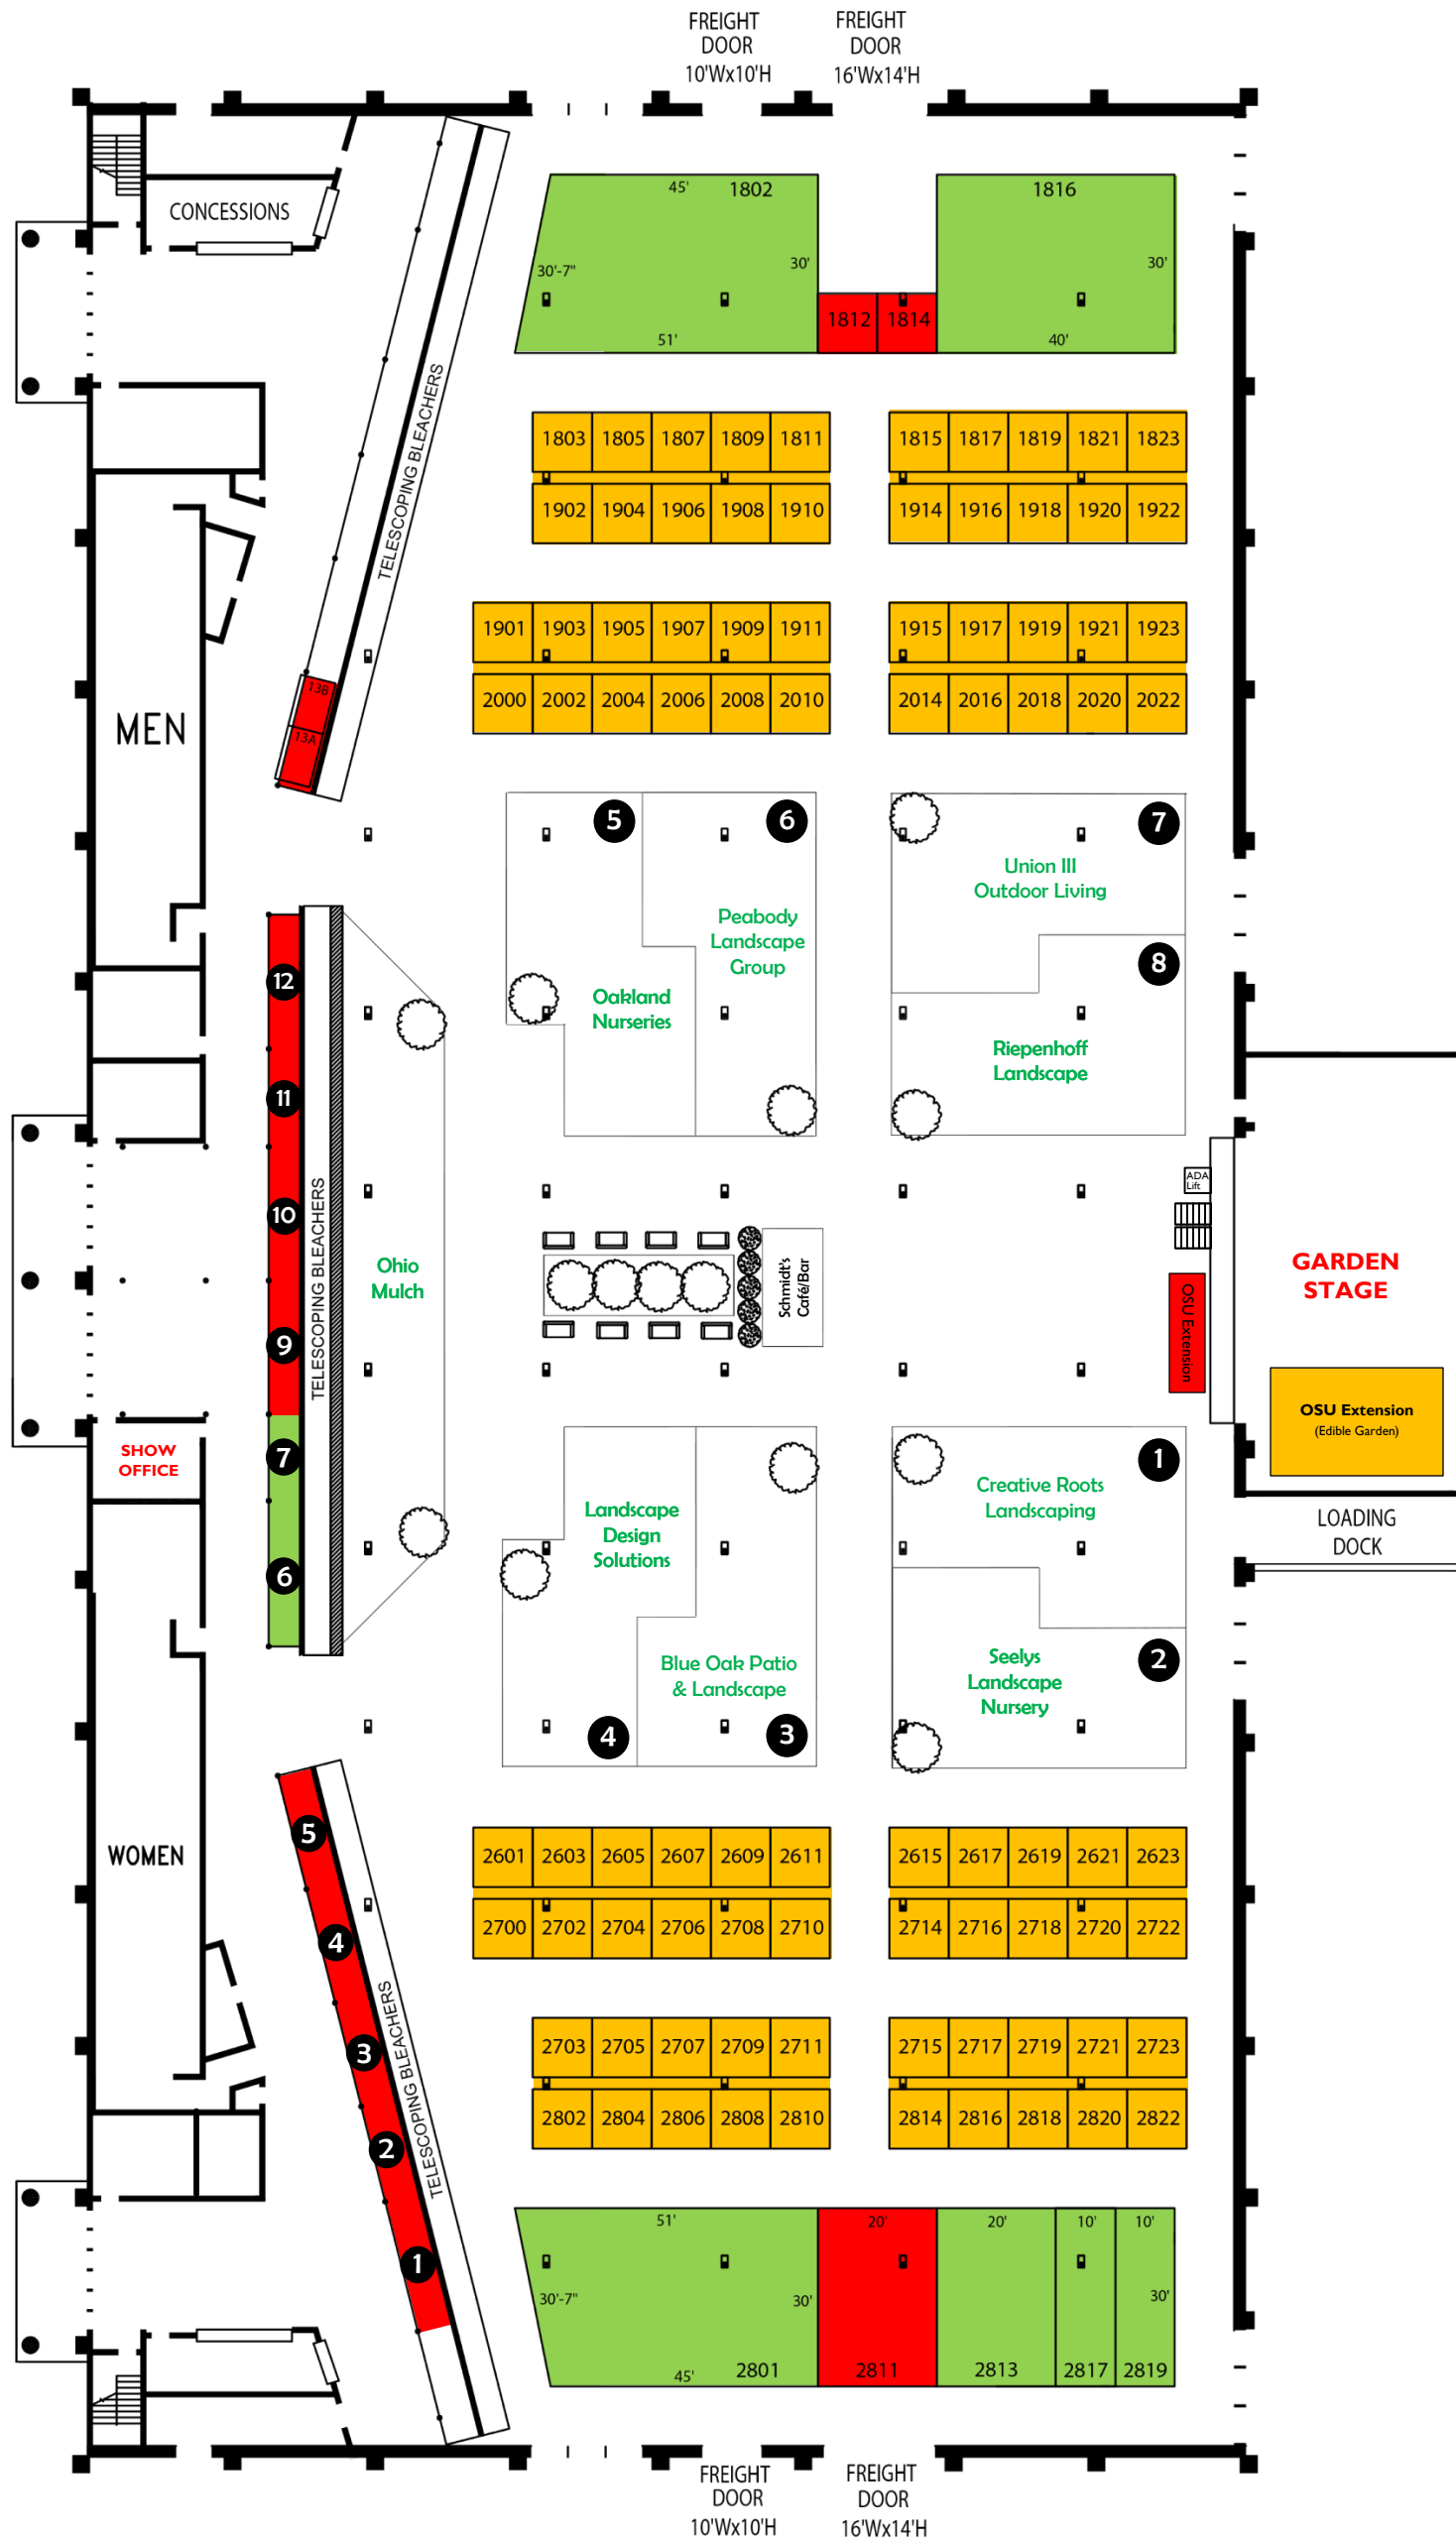 FREIGHT
DOOR
10'Wx10'H
FREIGHT
DOOR
16'Wx14'H
CONCESSIONS
45'
1802
30'-7"
30'
51'
1812
1814
1816
30'
40'
TELESCOPING BLEACHERS
1803 1805 1807 1809 1811
1815 1817 1819 1821 1823
1902 1904 1906 1908 1910
1914 1916 1918 1920 1922
1901 1903 1905 1907 1909 1911
1915 1917 1919 1921 1923
2000 2002 2004 2006 2008 2010
2014 2016 2018 2020 2022
13B
13A
MEN
5
6
7
Union III
Outdoor Living
Peabody
Landscape
Group
8
Oakland
Nurseries
Riepenhoff
Landscape
12
11
10
9
7
6
TELESCOPING BLEACHERS
Ohio
Mulch
Schmidt's
Café/Bar
ADA
Lift
OSU Extension
GARDEN
STAGE
OSU Extension
(Edible Garden)
LOADING
DOCK
SHOW
OFFICE
1
Creative Roots
Landscaping
Landscape
Design
Solutions
Seelys
Landscape
Nursery
2
Blue Oak Patio
& Landscape
4
3
WOMEN
5
4
3
2
1
TELESCOPING BLEACHERS
2601 2603 2605 2607 2609 2611
2615 2617 2619 2621 2623
2700 2702 2704 2706 2708 2710
2714 2716 2718 2720 2722
2703 2705 2707 2709 2711
2715 2717 2719 2721 2723
2802 2804 2806 2808 2810
2814 2816 2818 2820 2822
51'
20'
20'
10'
10'
30'-7"
30'
30'
45'
2801
2811
2813
2817
2819
FREIGHT
DOOR
10'Wx10'H
FREIGHT
DOOR
16'Wx14'H